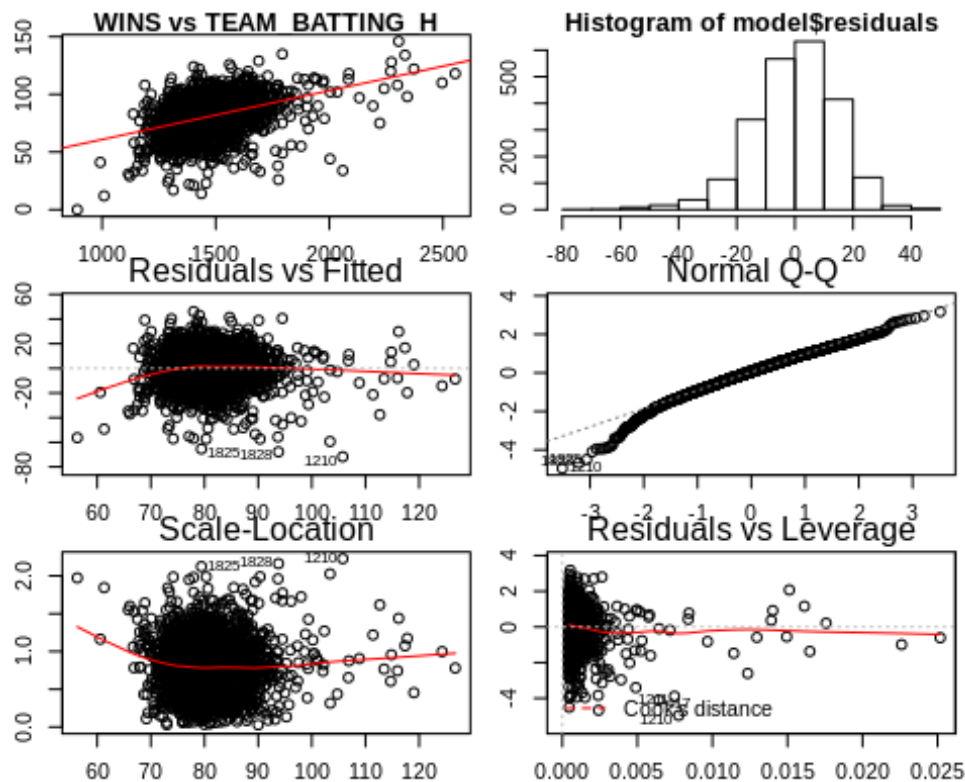 WINS vs TEAM_BATTING_H
150
100
50
0
1000 1500 2000 2500
Histogram of model$residuals
500
200
0
-80 -60 -40 -20 0 20 40
Residuals vs Fitted
60
20
-20
-80
1825 1828 1210
60 70 80 90 100 110 120
Normal Q-Q
4
2
0
-2
-4
1210
-3 -2 -1 0 1 2 3
Scale-Location
2.0
1.0
0.0
1825 1828 1210
60 70 80 90 100 110 120
Residuals vs Leverage
4
2
0
-4
Cook's distance
1210
0.000 0.005 0.010 0.015 0.020 0.025